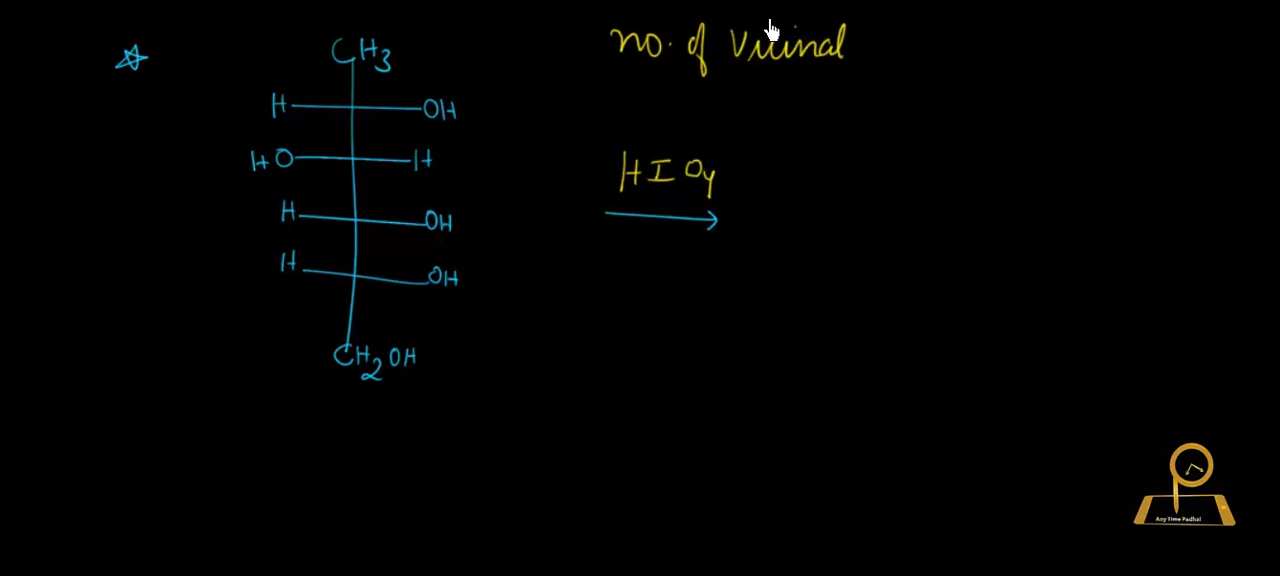 no. of Vicinal
CH3
H OH
HO H
HIO4
H OH
H OH
CH2OH
Any Time Padhai